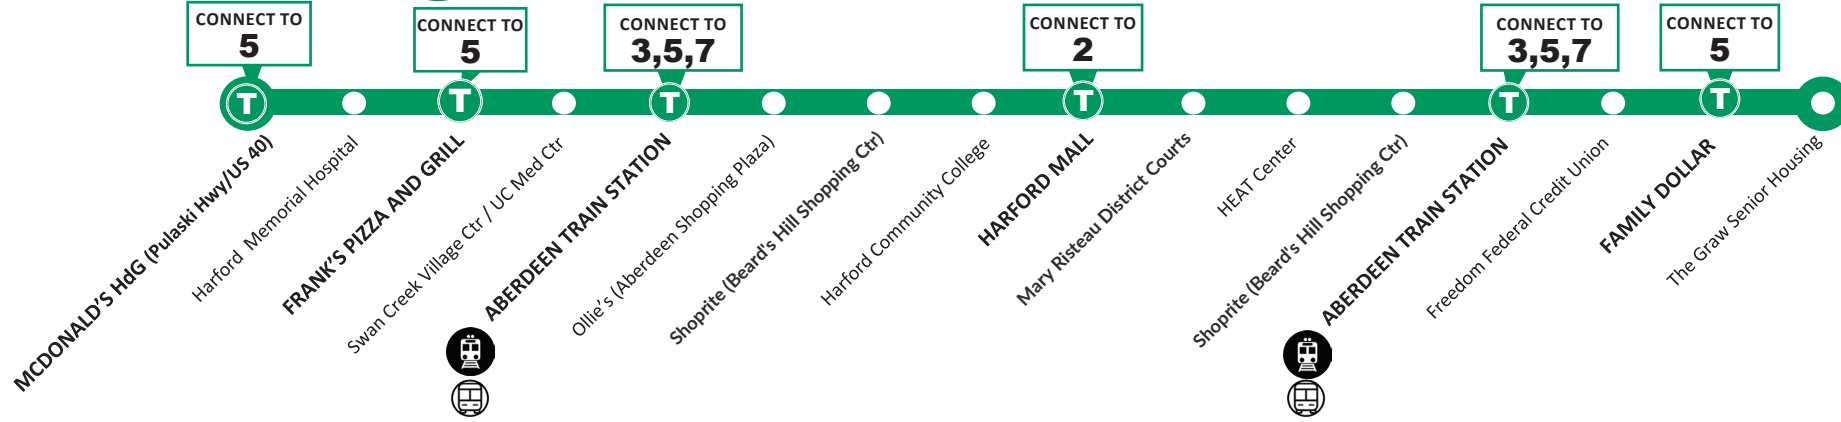 CONNECT TO
5
CONNECT TO
5
CONNECT TO
3,5,7
CONNECT TO
2
CONNECT TO
3,5,7
CONNECT TO
5
T
T
T
T
T
T
MCDONALD'S HdG (Pulaski Hwy/US 40)
Harford Memorial Hospital
FRANK'S PIZZA AND GRILL
Swan Creek Village Ctr / UC Med Ctr
ABERDEEN TRAIN STATION
Ollie's (Aberdeen Shopping Plaza)
Shoprite (Beard's Hill Shopping Ctr)
Harford Community College
HARFORD MALL
Mary Risteau District Courts
HEAT Center
Shoprite (Beard's Hill Shopping Ctr)
ABERDEEN TRAIN STATION
Freedom Federal Credit Union
FAMILY DOLLAR
The Graw Senior Housing